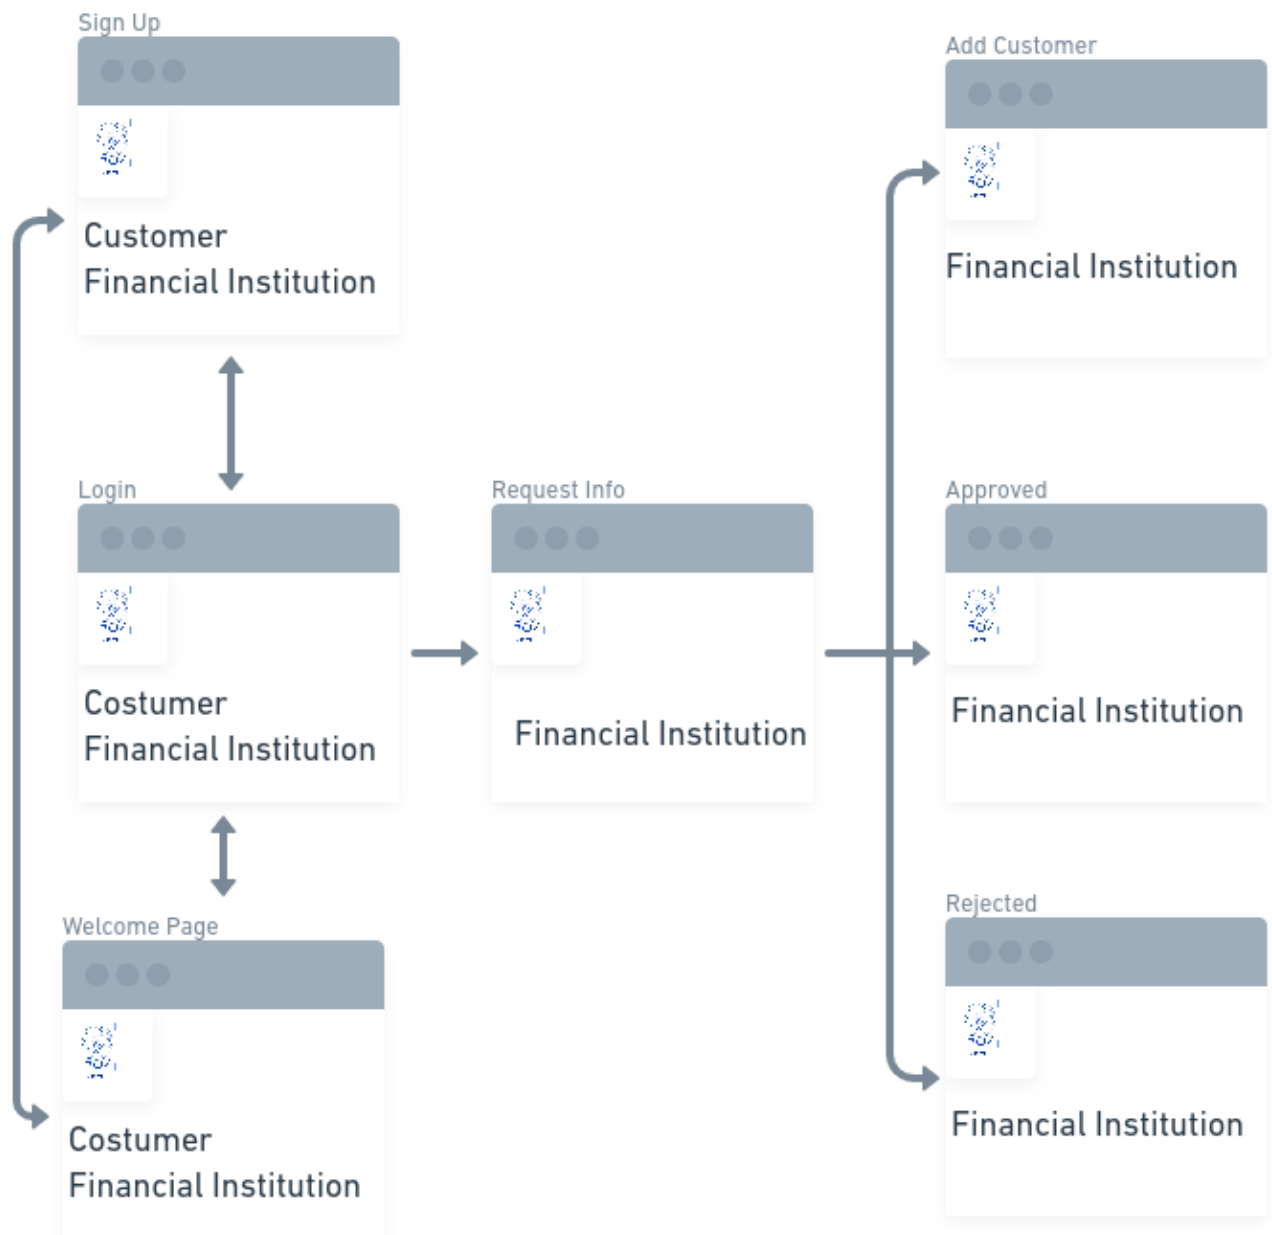 Sign Up
Customer
Financial Institution
Login
Costumer
Financial Institution
Welcome Page
Costumer
Financial Institution
Request Info
Financial Institution
Add Customer
Financial Institution
Approved
Financial Institution
Rejected
Financial Institution